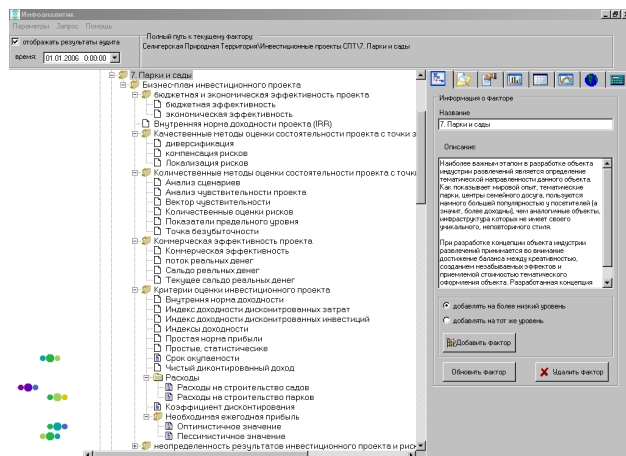 Инфоаналитик
Параметры Запрос Помощь
отображать результаты аудита
время: 01.01.2006 0:00:00
Полный путь к текущему фактору:
Селигерская Природная Территория\Инвестиционные проекты СПТ\7. Парки и сады
7. Парки и сады
Бизнес-план инвестиционного проекта
бюджетная и экономическая эффективность проекта
бюджетная эффективность
экономическая эффективность
Внутренняя норма доходности проекта (IRR)
Качественные методы оценки состоятельности проекта с точки з
диверсификация
компенсация рисков
Локализация рисков
Количественные методы оценки состоятельности проекта с точки
Анализ сценариев
Анализ чувствительности проекта
Вектор чувствительности
Количественные оценки рисков
Показатели предельного уровня
Точка безубыточности
Коммерческая эффективность проекта
Коммерческая эффективность
поток реальных денег
Сальдо реальных денег
Текущее сальдо реальных денег
Критерии оценки инвестиционного проекта
Внутрення норма доходности
Индекс доходности дисконтированных затрат
Индекс доходности дисконтированных инвестиций
Индексы доходности
Простая норма прибыли
Простые, статистичесике
Срок окупаемости
Чистый диконтированный доход
Расходы
Расходы на строительство садов
Расходы на строительство парков
Коэффициент дисконтирования
Необходимая ежегодная прибыль
Оптимистичное значение
Пессимистичное значение
неопределенность результатов инвестиционного проекта и риск
Информация о факторе
Название
7. Парки и сады
Описание:
Наиболее важным этапом в разработке объекта
индустрии развлечений является определение
тематической направленности данного объекта.
Как показывает мировой опыт, тематические
парки, центры семейного досуга, пользуются
намного большей популярностью у посетителей (а
значит, более доходны), чем аналогичные объекты,
инфраструктура которых не имеет своего
уникального, неповторимого стиля.
При разработке концепции объекта индустрии
развлечений принимается во внимание
достижение баланса между креативностью,
созданием незабываемых эффектов и
приемлемой стоимостью тематического
оформления объекта. Разработанная концепция
добавлять на более низкий уровень
добавлять на тот же уровень
Добавить фактор
Обновить фактор
Удалить фактор